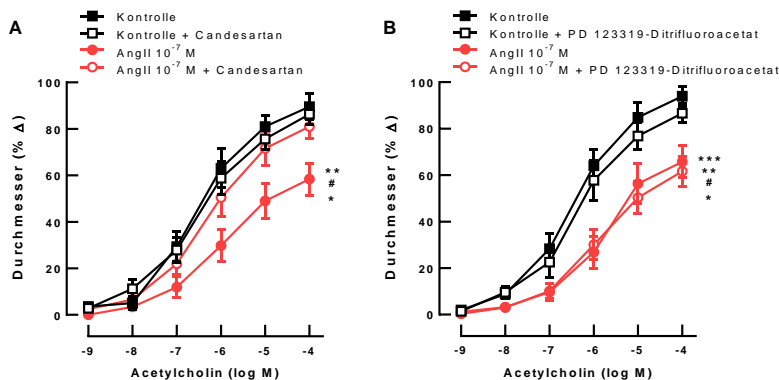 A
Kontrolle
Kontrolle + Candesartan
AngII 10⁻⁷ M
AngII 10⁻⁷ M + Candesartan
100
80
60
40
20
0
Durchmesser (% Δ)
**
#
*
-9 -8 -7 -6 -5 -4
Acetylcholin (log M)
B
Kontrolle
Kontrolle + PD 123319-Ditrifluoroacetat
AngII 10⁻⁷ M
AngII 10⁻⁷ M + PD 123319-Ditrifluoroacetat
100
80
60
40
20
0
Durchmesser (% Δ)
***
**
#
*
-9 -8 -7 -6 -5 -4
Acetylcholin (log M)